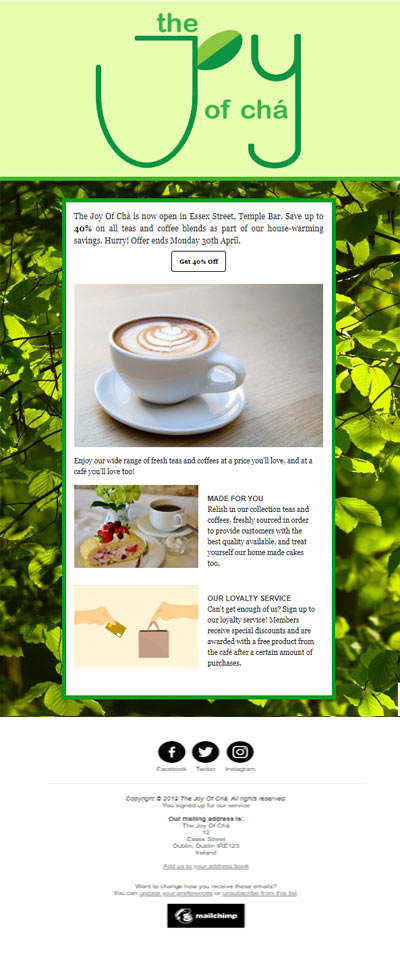 the
Joy
of chá
The Joy Of Chá is now open in Essex Street, Temple Bar. Save up to
40% on all teas and coffee blends as part of our house-warming
savings. Hurry! Offer ends Monday 30th April.
Get 40% Off
Enjoy our wide range of fresh teas and coffees at a price you'll love, and at a
café you'll love too!
MADE FOR YOU
Relish in our collection teas and
coffees, freshly sourced in order
to provide customers with the
best quality available, and treat
yourself our home made cakes
too.
OUR LOYALTY SERVICE
Can't get enough of us? Sign up to
our loyalty service! Members
receive special discounts and are
awarded with a free product from
the café after a certain amount of
purchases.
Facebook Twitter Instagram
Copyright © 2019 The Joy Of Chá, All rights reserved.
You signed up for our service
Our mailing address is:
The Joy Of Chá
12
Essex Street
Dublin, Dublin IRE123
Ireland
Add us to your address book
Want to change how you receive these emails?
You can update your preferences or unsubscribe from this list.
mailchimp